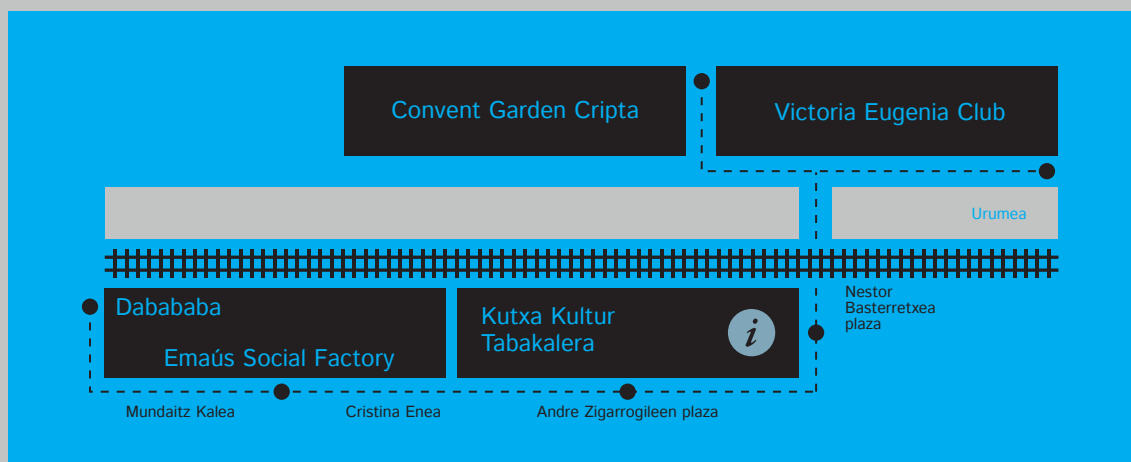 Convent Garden Cripta
Victoria Eugenia Club
Urumea
Dabababa
Emaús Social Factory
Kutxa Kultur
Tabakalera
i
Nestor
Basterretxea
plaza
Mundaitz Kalea
Cristina Enea
Andre Zigarrogileen plaza